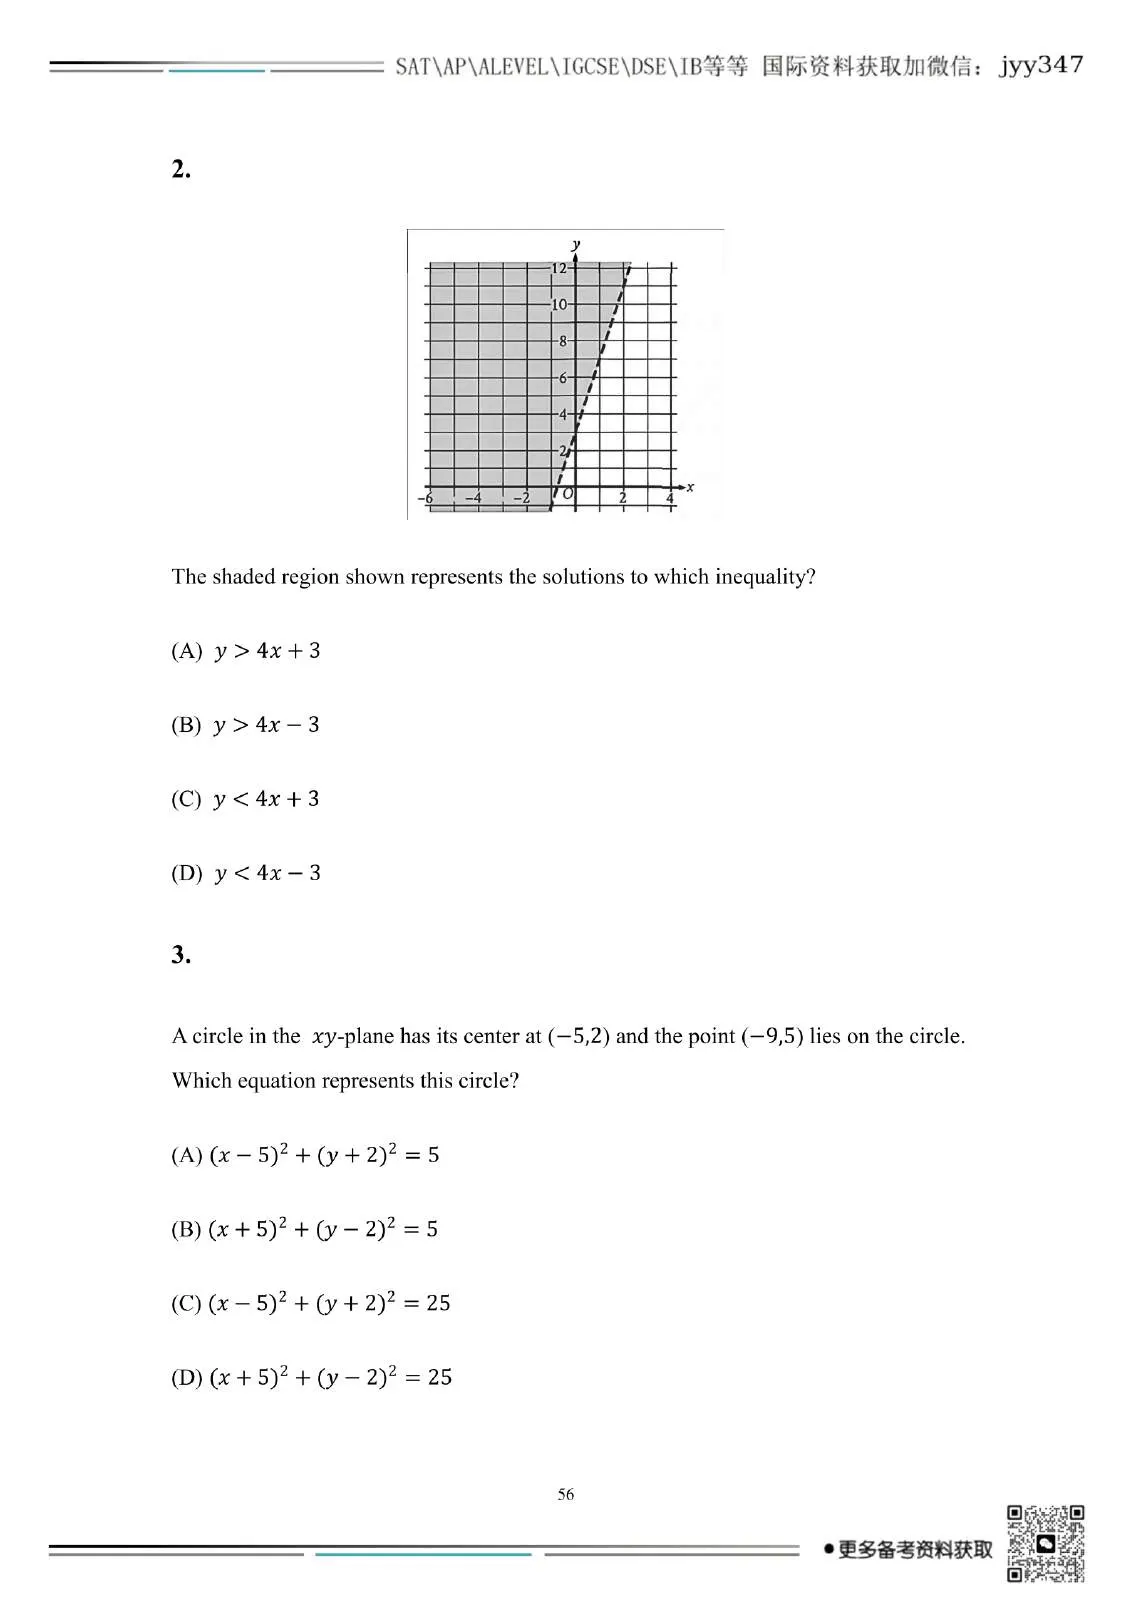 SAT\AP\ALEVEL\IGCSE\DSE\IB等等 国际资料获取加微信：jyy347
2.
y
12
10
8
6
4
2
-6 -4 -2 O 2 4 x
The shaded region shown represents the solutions to which inequality?
(A) y > 4x + 3
(B) y > 4x − 3
(C) y < 4x + 3
(D) y < 4x − 3
3.
A circle in the xy-plane has its center at (−5,2) and the point (−9,5) lies on the circle.
Which equation represents this circle?
(A) (x − 5)² + (y + 2)² = 5
(B) (x + 5)² + (y − 2)² = 5
(C) (x − 5)² + (y + 2)² = 25
(D) (x + 5)² + (y − 2)² = 25
56
●更多备考资料获取